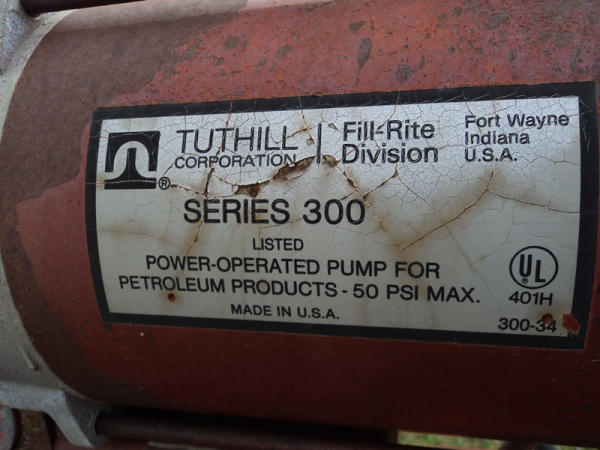 TUTHILL
CORPORATION
®
Fill-Rite
Division
Fort Wayne
Indiana
U.S.A.
SERIES 300
LISTED
POWER-OPERATED PUMP FOR
PETROLEUM PRODUCTS - 50 PSI MAX.
MADE IN U.S.A.
UL
®
401H
300-34